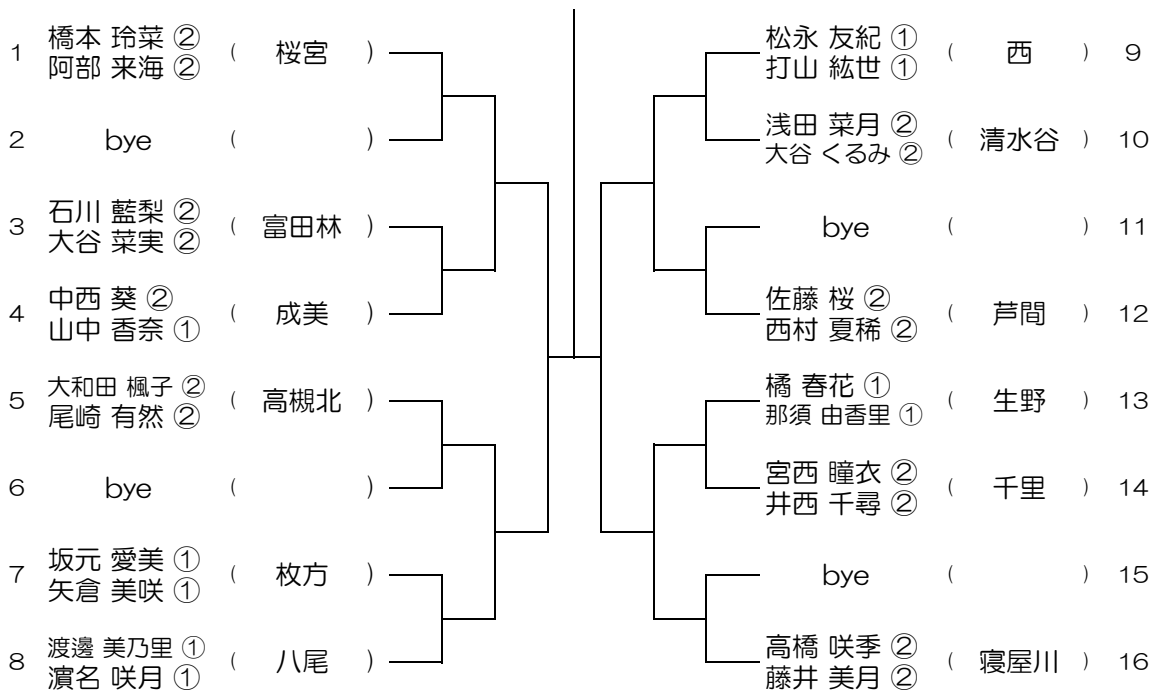 1 橋本 玲菜 ② ( 桜宮 )
阿部 来海 ②
2 bye ( )
3 石川 藍梨 ② ( 富田林 )
大谷 菜実 ②
4 中西 葵 ② ( 成美 )
山中 香奈 ①
5 大和田 楓子 ② ( 高槻北 )
尾崎 有然 ②
6 bye ( )
7 坂元 愛美 ① ( 枚方 )
矢倉 美咲 ①
8 渡邊 美乃里 ① ( 八尾 )
濵名 咲月 ①
松永 友紀 ① ( 西 ) 9
打山 紘世 ①
浅田 菜月 ② ( 清水谷 ) 10
大谷 くるみ ②
bye ( ) 11
佐藤 桜 ② ( 芦間 ) 12
西村 夏稀 ②
橘 春花 ① ( 生野 ) 13
那須 由香里 ①
宮西 瞳衣 ② ( 千里 ) 14
井西 千尋 ②
bye ( ) 15
高橋 咲季 ② ( 寝屋川 ) 16
藤井 美月 ②